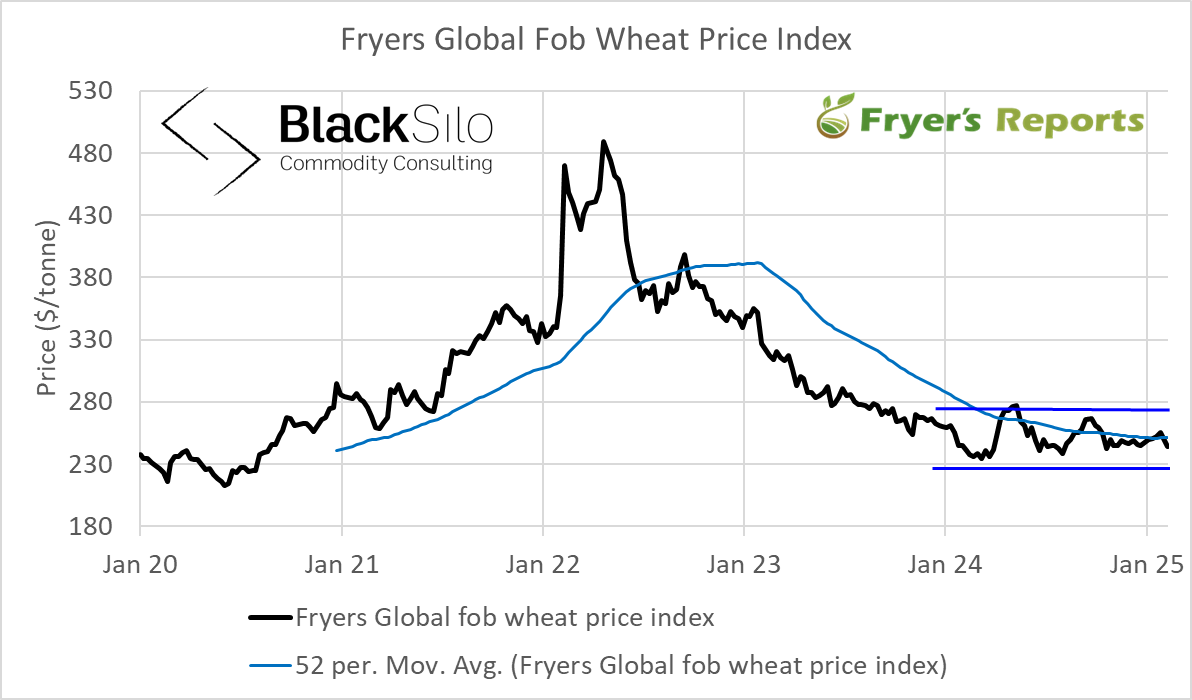 Fryers Global Fob Wheat Price Index
BlackSilo
Commodity Consulting
Fryer's Reports
Price ($/tonne)
530
480
430
380
330
280
230
180
Jan 20 Jan 21 Jan 22 Jan 23 Jan 24 Jan 25
Fryers Global fob wheat price index
52 per. Mov. Avg. (Fryers Global fob wheat price index)